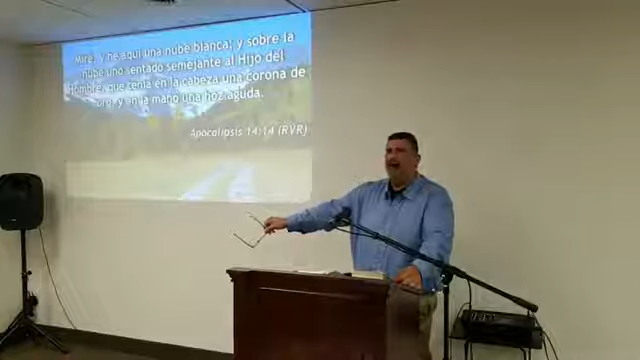 Miré, y he aquí una nube blanca; y sobre la
nube uno sentado semejante al Hijo del
Hombre, que tenía en la cabeza una corona de
oro, y en la mano una hoz aguda.
Apocalipsis 14:14 (RVR)